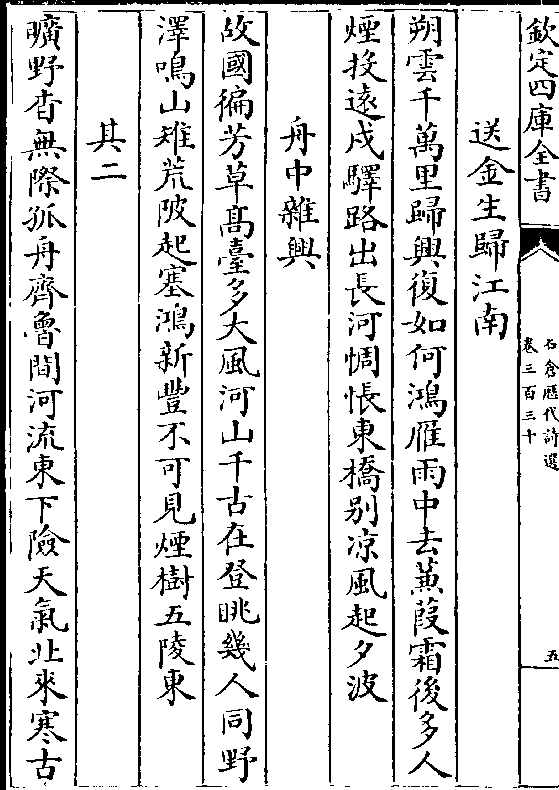 欽定四庫全書
石倉歷代詩選
卷三百三十
五
送金生歸江南
朔雲千萬里歸興復如何鴻雁雨中去蒹葭霜後多人
煙投遠戍驛路出長河惆悵東橋别凉風起夕波
舟中雜興
故國徧芳草髙臺多大風河山千古在登眺幾人同野
澤鳴山雉荒陂起塞鴻新豐不可見煙樹五陵東
其二
曠野杳無際孤舟齊魯間河流東下險天氣北來寒古